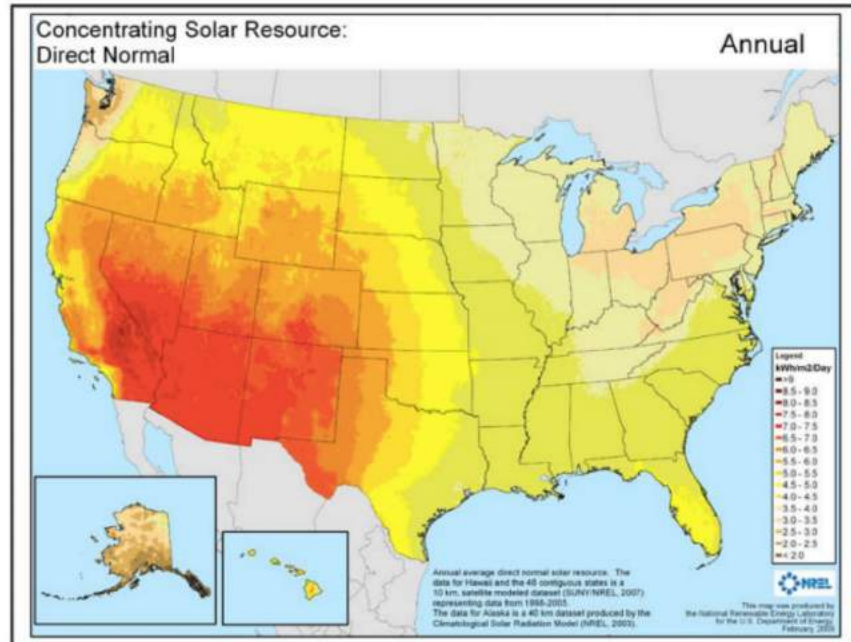 Concentrating Solar Resource:
Direct Normal
Annual
Legend
kWh/m2/Day
>9
8.5 - 9.0
8.0 - 8.5
7.5 - 8.0
7.0 - 7.5
6.5 - 7.0
6.0 - 6.5
5.5 - 6.0
5.0 - 5.5
4.5 - 5.0
4.0 - 4.5
3.5 - 4.0
3.0 - 3.5
2.5 - 3.0
2.0 - 2.5
< 2.0
Annual average direct normal solar resource. The
data for Hawaii and the 48 contiguous states is a
10 km, satellite modeled dataset (SUNY/NREL, 2007)
representing data from 1998-2005.
The data for Alaska is a 40 km dataset produced by the
Climatological Solar Radiation Model (NREL, 2003).
NREL
This map was produced by
the National Renewable Energy Laboratory
for the U.S. Department of Energy.
February,